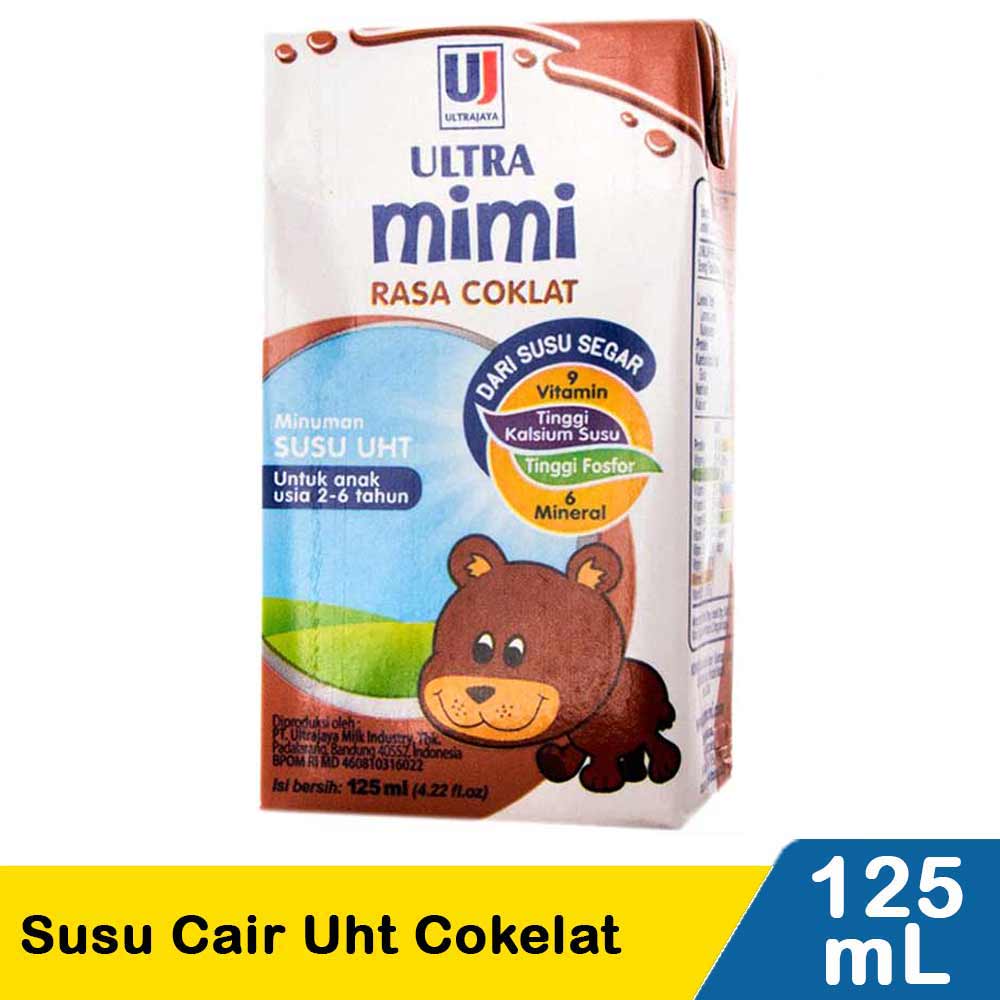 UJ
ULTRAJAYA
ULTRA
mimi
RASA COKLAT
DARI SUSU SEGAR
9
Vitamin
Tinggi
Kalsium Susu
Tinggi Fosfor
6
Mineral
Minuman
SUSU UHT
Untuk anak
usia 2-6 tahun
Diproduksi oleh :
PT. Ultrajaya Milk Industry, Tbk.
Padalarang, Bandung 40552, Indonesia
BPOM RI MD 460810316022
Isi bersih: 125 ml (4.22 fl.oz)
Susu Cair Uht Cokelat
125
mL